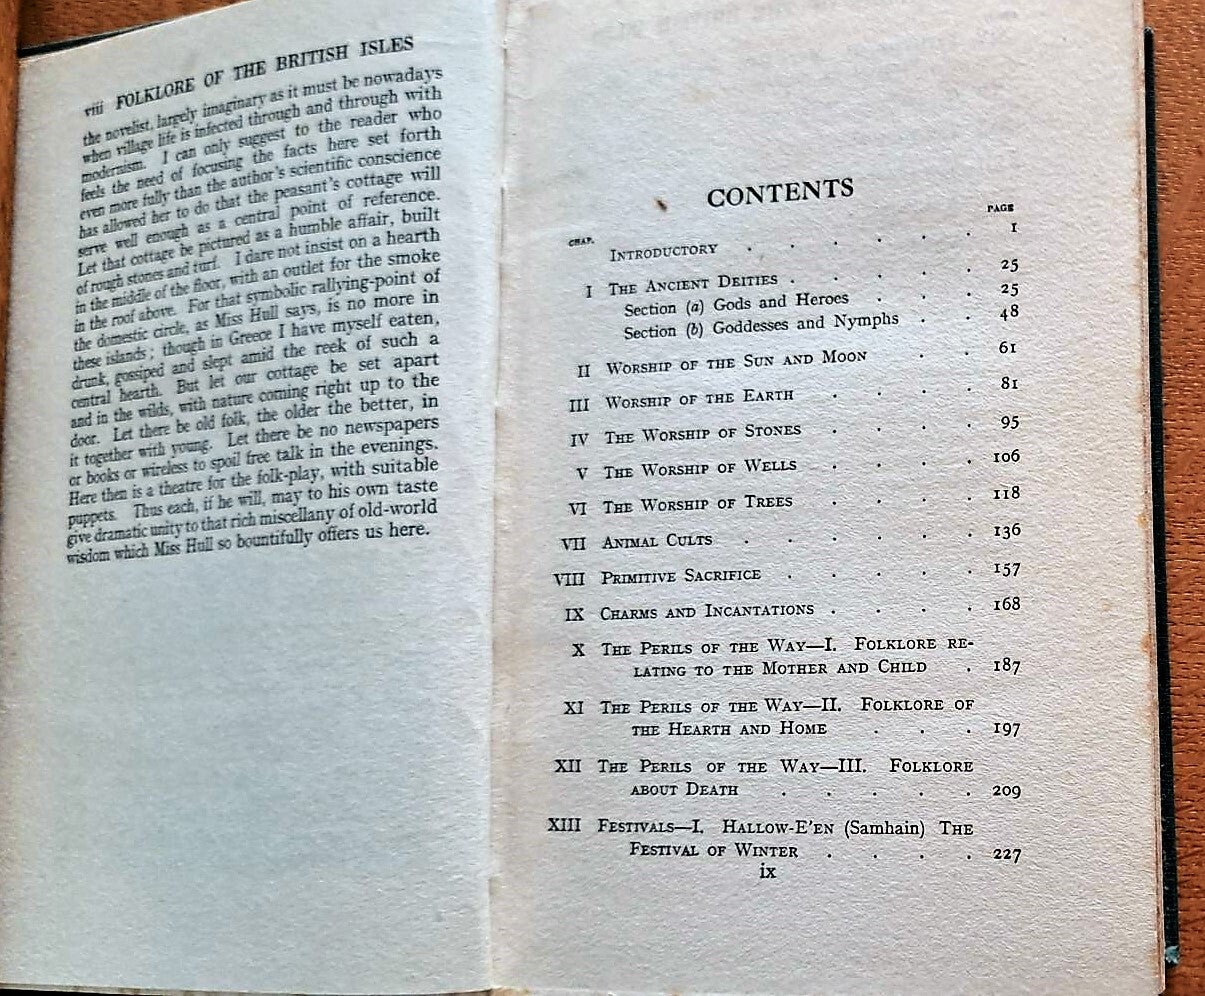 viii FOLKLORE OF THE BRITISH ISLES
the novelist, largely imaginary as it must be nowadays
when village life is infected through and through with
modernism. I can only suggest to the reader who
feels the need of focusing the facts here set forth
even more fully than the author's scientific conscience
has allowed her to do that the peasant's cottage will
serve well enough as a central point of reference.
Let that cottage be pictured as a humble affair, built
of rough stones and turf. I dare not insist on a hearth
in the middle of the floor, with an outlet for the smoke
in the roof above. For that symbolic rallying-point of
the domestic circle, as Miss Hull says, is no more in
these islands; though in Greece I have myself eaten,
drunk, gossiped and slept amid the reek of such a
central hearth. But let our cottage be set apart
and in the wilds, with nature coming right up to the
door. Let there be old folk, the older the better, in
it together with young. Let there be no newspapers
or books or wireless to spoil free talk in the evenings.
Here then is a theatre for the folk-play, with suitable
puppets. Thus each, if he will, may to his own taste
give dramatic unity to that rich miscellany of old-world
wisdom which Miss Hull so bountifully offers us here.
CONTENTS
CHAP. PAGE
INTRODUCTORY . . . . . . 1
I THE ANCIENT DEITIES . . . . . 25
Section (a) Gods and Heroes . . . 25
Section (b) Goddesses and Nymphs . . 48
II WORSHIP OF THE SUN AND MOON . . 61
III WORSHIP OF THE EARTH . . . . 81
IV THE WORSHIP OF STONES . . . . 95
V THE WORSHIP OF WELLS . . . . 106
VI THE WORSHIP OF TREES . . . . 118
VII ANIMAL CULTS . . . . . . 136
VIII PRIMITIVE SACRIFICE . . . . . 157
IX CHARMS AND INCANTATIONS . . . . 168
X THE PERILS OF THE WAY—I. FOLKLORE RE-
LATING TO THE MOTHER AND CHILD . 187
XI THE PERILS OF THE WAY—II. FOLKLORE OF
THE HEARTH AND HOME . . . 197
XII THE PERILS OF THE WAY—III. FOLKLORE
ABOUT DEATH . . . . . 209
XIII FESTIVALS—I. HALLOW-E'EN (Samhain) THE
FESTIVAL OF WINTER . . . . 227
ix